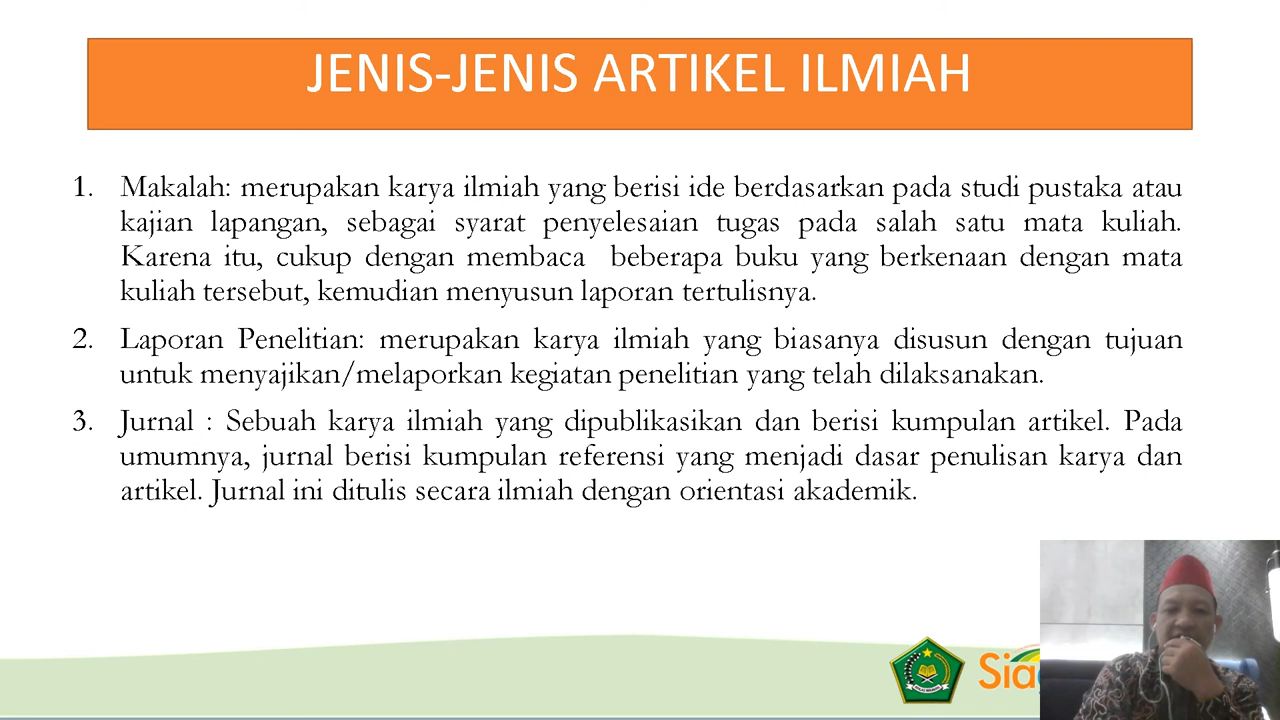 JENIS-JENIS ARTIKEL ILMIAH
1. Makalah: merupakan karya ilmiah yang berisi ide berdasarkan pada studi pustaka atau
kajian lapangan, sebagai syarat penyelesaian tugas pada salah satu mata kuliah.
Karena itu, cukup dengan membaca beberapa buku yang berkenaan dengan mata
kuliah tersebut, kemudian menyusun laporan tertulisnya.
2. Laporan Penelitian: merupakan karya ilmiah yang biasanya disusun dengan tujuan
untuk menyajikan/melaporkan kegiatan penelitian yang telah dilaksanakan.
3. Jurnal : Sebuah karya ilmiah yang dipublikasikan dan berisi kumpulan artikel. Pada
umumnya, jurnal berisi kumpulan referensi yang menjadi dasar penulisan karya dan
artikel. Jurnal ini ditulis secara ilmiah dengan orientasi akademik.